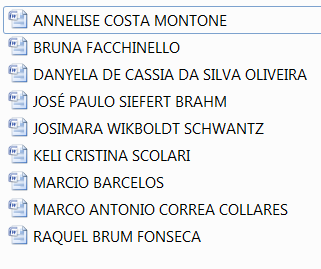 ANNELISE COSTA MONTONE
BRUNA FACCHINELLO
DANYELA DE CASSIA DA SILVA OLIVEIRA
JOSÉ PAULO SIEFERT BRAHM
JOSIMARA WIKBOLDT SCHWANTZ
KELI CRISTINA SCOLARI
MARCIO BARCELOS
MARCO ANTONIO CORREA COLLARES
RAQUEL BRUM FONSECA